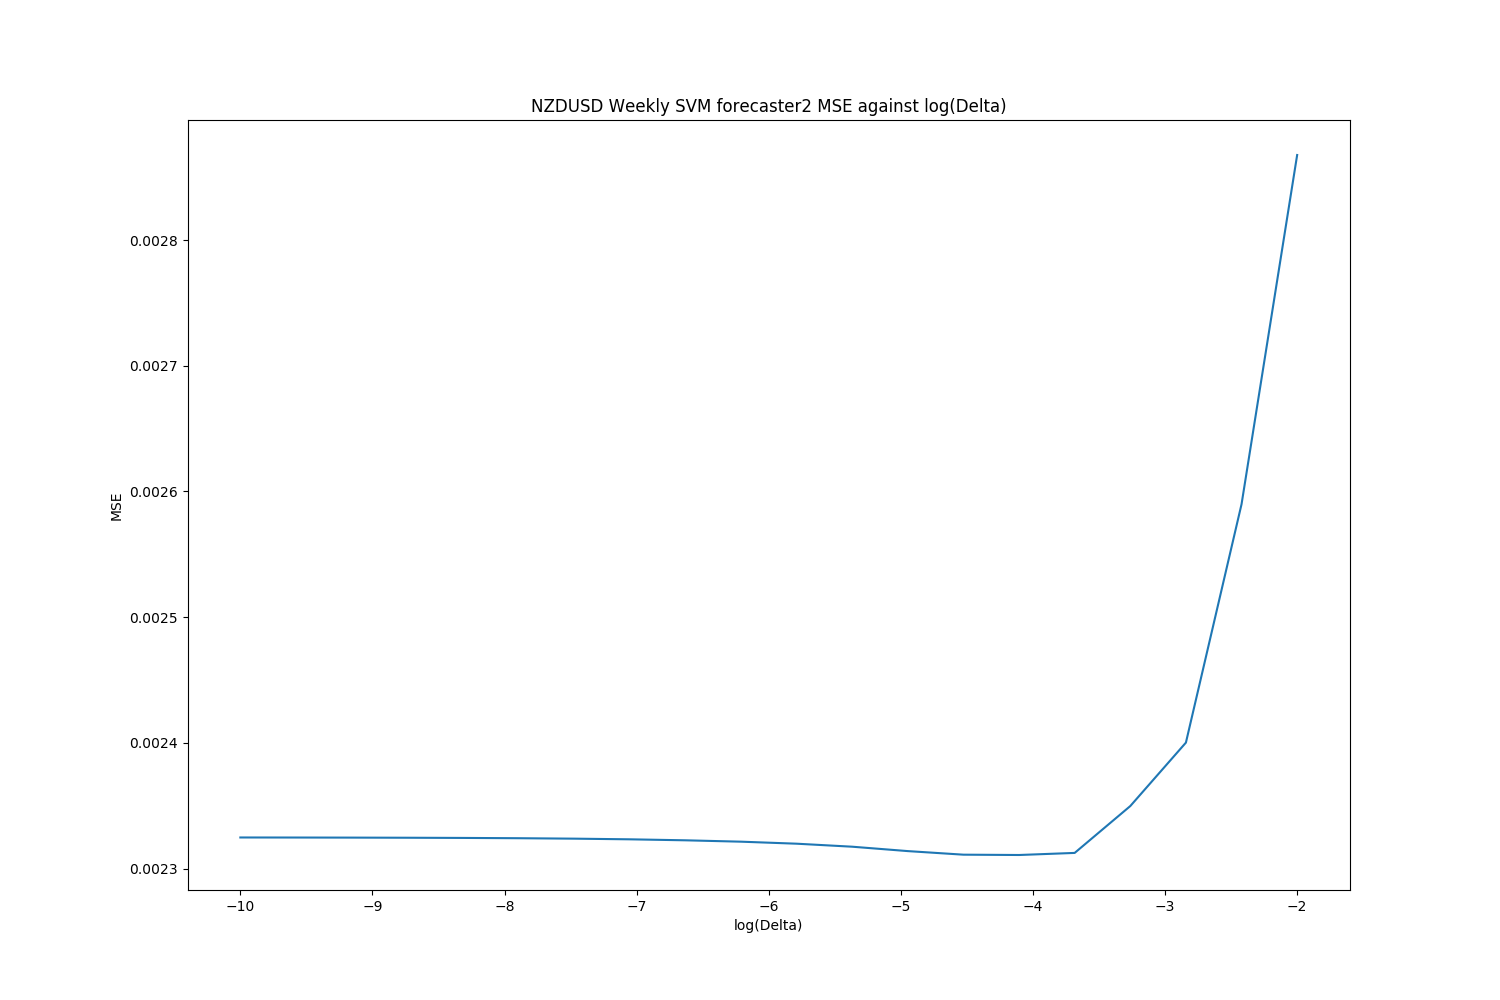 NZDUSD Weekly SVM forecaster2 MSE against log(Delta)
0.0028
0.0027
0.0026
0.0025
0.0024
0.0023
MSE
−10 −9 −8 −7 −6 −5 −4 −3 −2
log(Delta)